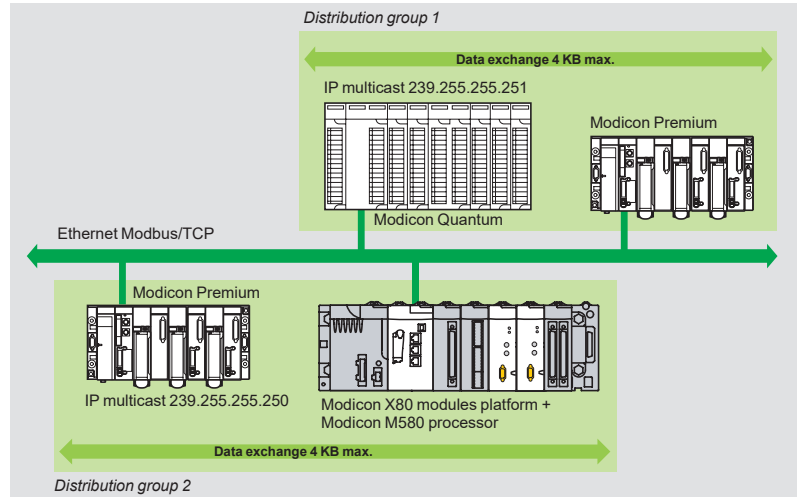 Distribution group 1
Data exchange 4 KB max.
IP multicast 239.255.255.251
Modicon Premium
Modicon Quantum
Ethernet Modbus/TCP
Modicon Premium
IP multicast 239.255.255.250
Modicon X80 modules platform +
Modicon M580 processor
Data exchange 4 KB max.
Distribution group 2